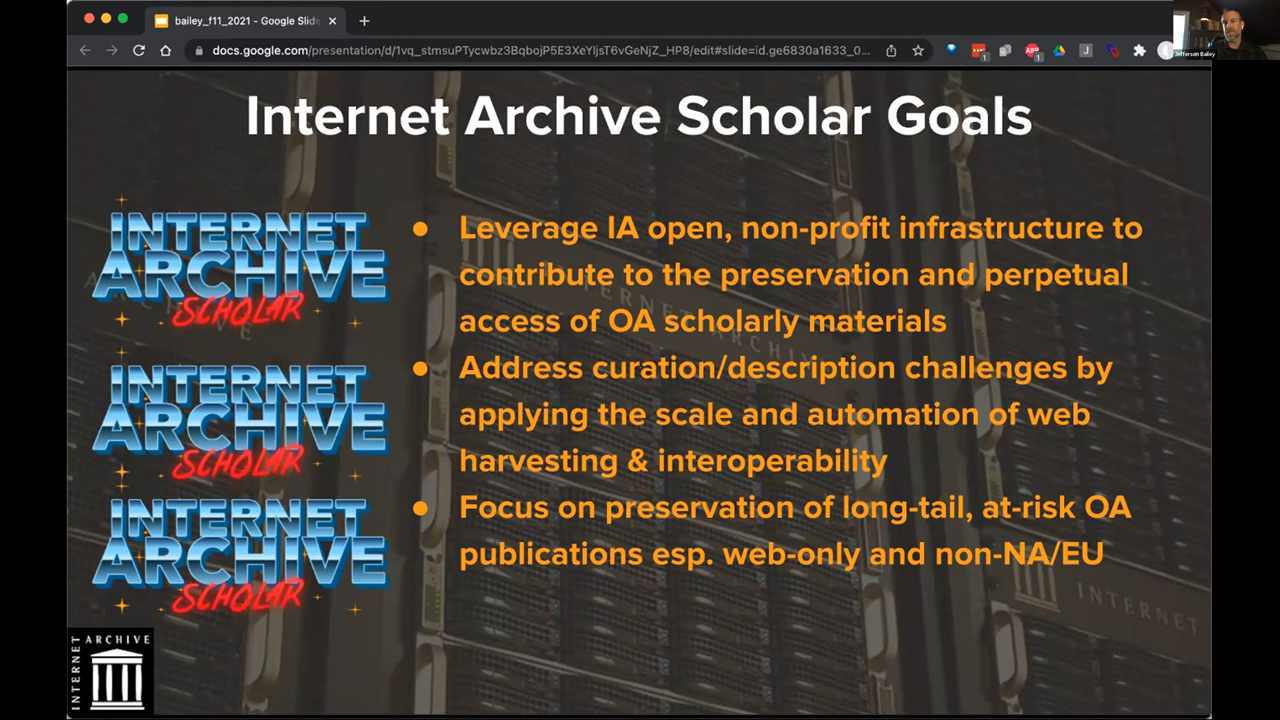 bailey_f11_2021 - Google Slide
docs.google.com/presentation/d/1vq_stmsuPTycwbz3BqbojP5E3XeYljsT6vGeNjZ_HP8/edit#slide=id.ge6830a1633_0...
Jefferson Bailey
Internet Archive Scholar Goals
INTERNET
ARCHIVE
SCHOLAR
INTERNET
ARCHIVE
SCHOLAR
INTERNET
ARCHIVE
SCHOLAR
• Leverage IA open, non-profit infrastructure to
contribute to the preservation and perpetual
access of OA scholarly materials
• Address curation/description challenges by
applying the scale and automation of web
harvesting & interoperability
• Focus on preservation of long-tail, at-risk OA
publications esp. web-only and non-NA/EU
INTERNET ARCHIVE
INTERNET ARCHIVE
INTERNET